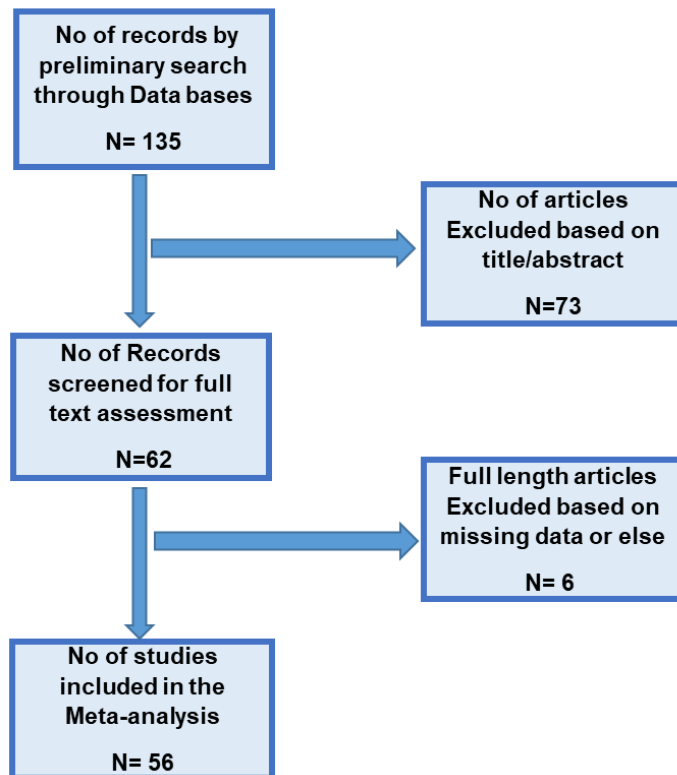 No of records by
preliminary search
through Data bases
N= 135
No of articles
Excluded based on
title/abstract
N=73
No of Records
screened for full
text assessment
N=62
Full length articles
Excluded based on
missing data or else
N= 6
No of studies
included in the
Meta-analysis
N= 56